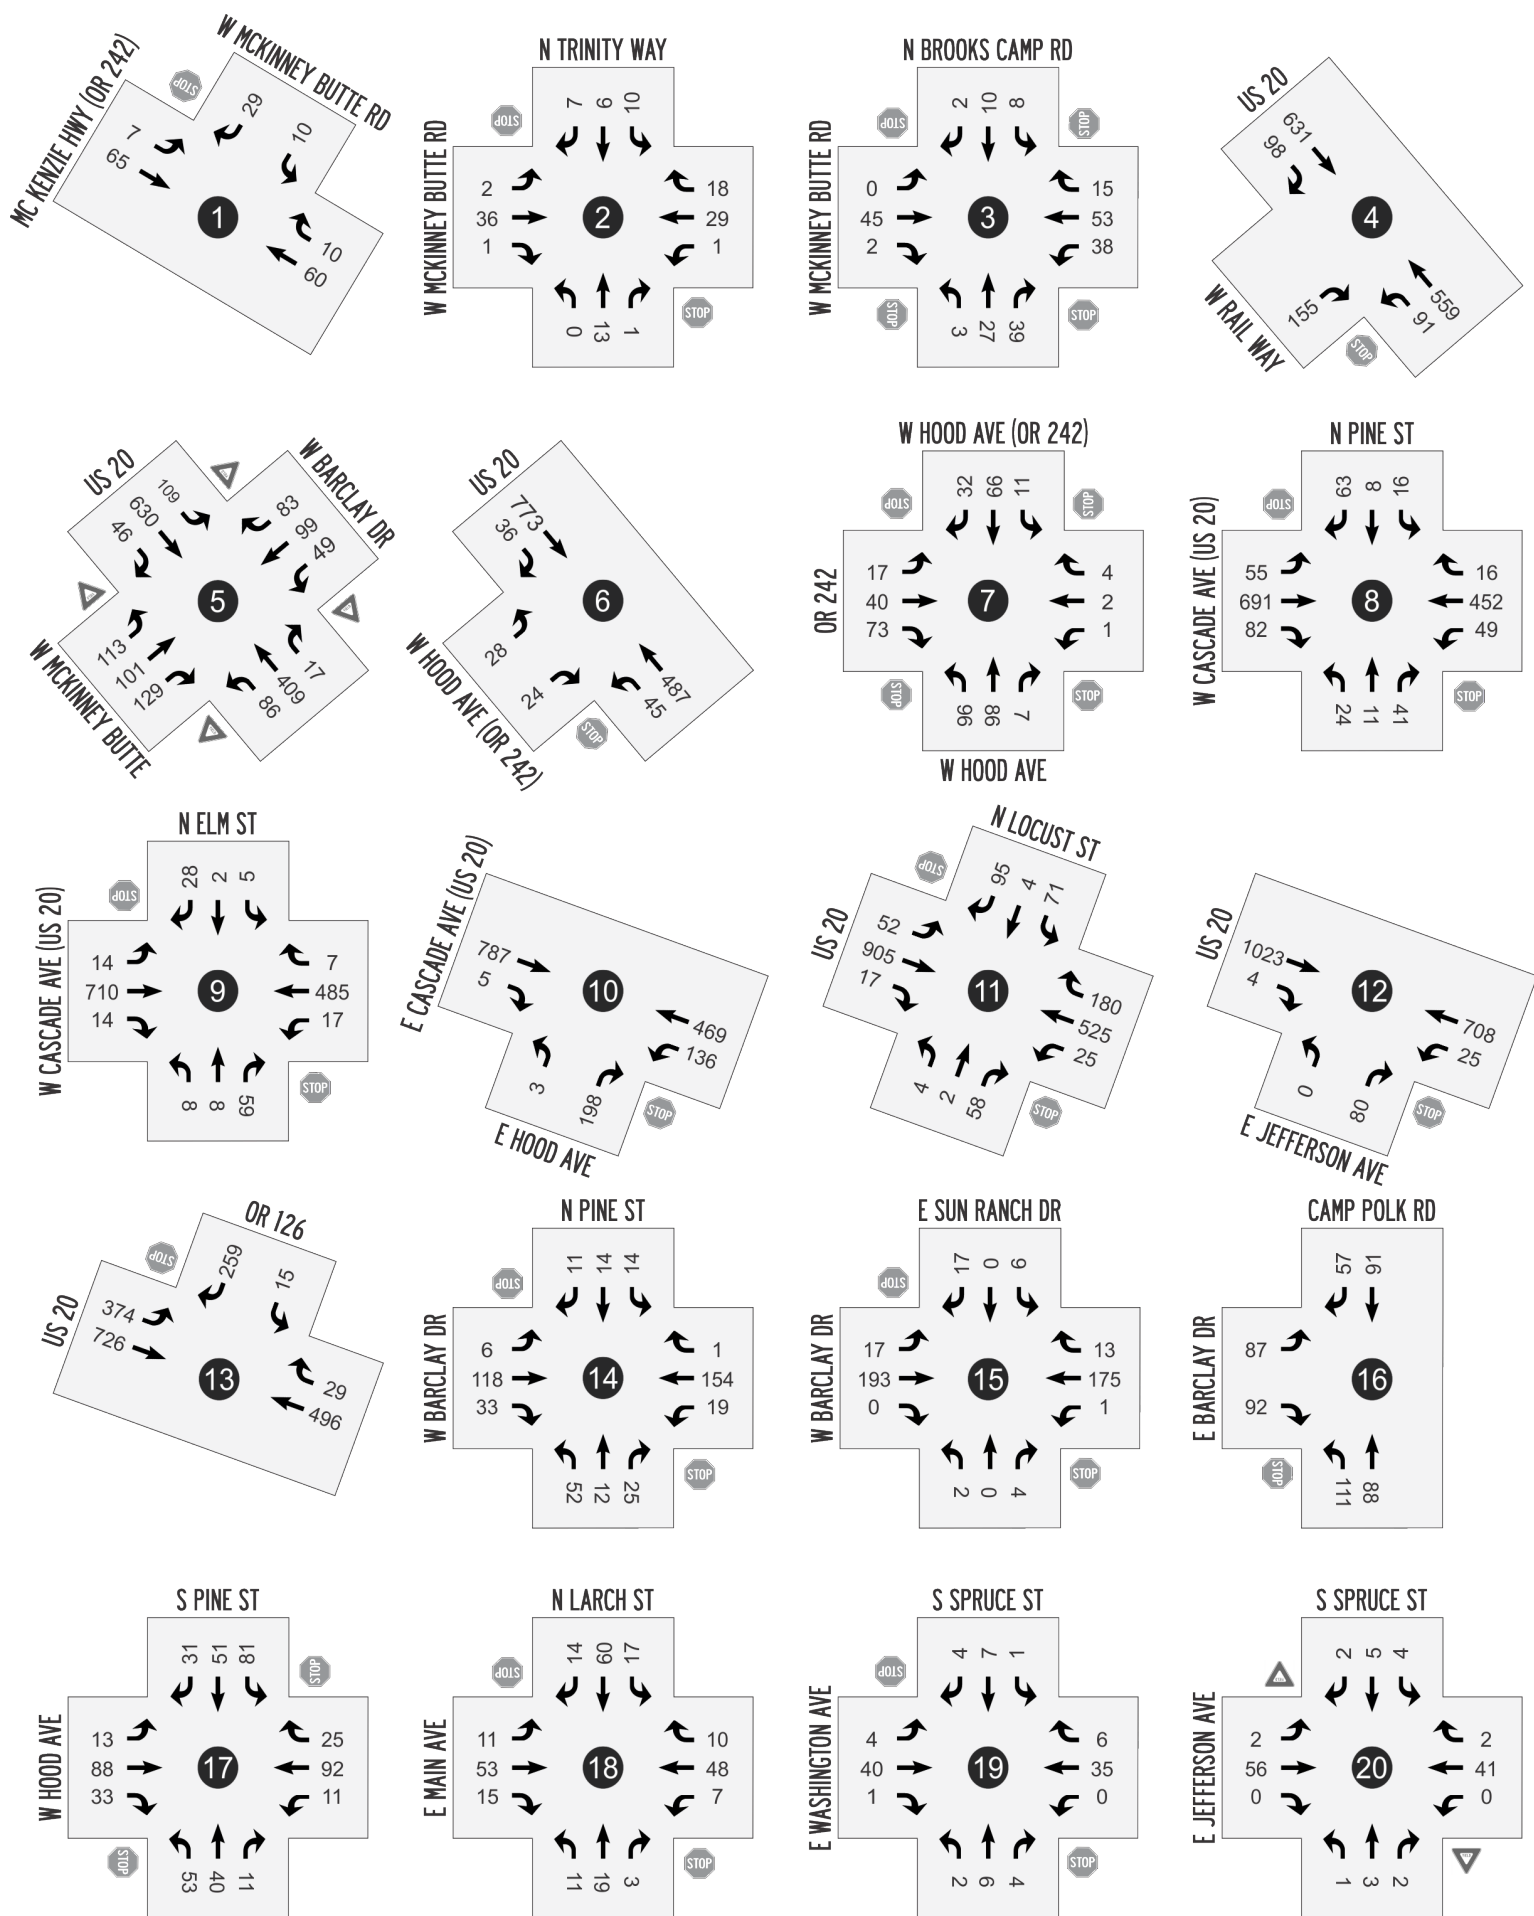 MC KENZIE HWY (OR 242)
W MCKINNEY BUTTE RD
STOP
7
65
29
10
10
60
1
N TRINITY WAY
W MCKINNEY BUTTE RD
STOP
7 6 10
2
36
1
18
29
1
0 13 1
STOP
2
N BROOKS CAMP RD
W MCKINNEY BUTTE RD
STOP
STOP
2 10 8
0
45
2
15
53
38
3 27 39
STOP
STOP
3
US 20
W RAIL WAY
631
98
155
559
91
STOP
4
US 20
W BARCLAY DR
W MCKINNEY BUTTE
109
630
46
83
99
49
113
101
129
17
409
86
5
US 20
W HOOD AVE (OR 242)
773
36
28
24
487
45
STOP
6
W HOOD AVE (OR 242)
OR 242
STOP
STOP
32 66 11
17
40
73
4
2
1
96 86 7
STOP
STOP
W HOOD AVE
7
N PINE ST
W CASCADE AVE (US 20)
STOP
63 8 16
55
691
82
16
452
49
24 11 41
STOP
8
N ELM ST
W CASCADE AVE (US 20)
STOP
28 2 5
14
710
14
7
485
17
8 8 59
STOP
9
E CASCADE AVE (US 20)
E HOOD AVE
787
5
469
136
3
198
STOP
10
N LOCUST ST
US 20
STOP
95 4 71
52
905
17
180
525
25
4 2 58
STOP
11
US 20
E JEFFERSON AVE
1023
4
708
25
0
80
STOP
12
OR 126
US 20
STOP
259
15
374
726
29
496
13
N PINE ST
W BARCLAY DR
STOP
11 14 14
6
118
33
1
154
19
52 12 25
STOP
14
E SUN RANCH DR
W BARCLAY DR
STOP
17 0 9
17
193
0
13
175
1
2 0 4
STOP
15
CAMP POLK RD
E BARCLAY DR
57 91
87
92
111 88
STOP
16
S PINE ST
W HOOD AVE
STOP
31 51 81
13
88
33
25
92
11
53 40 11
STOP
17
N LARCH ST
E MAIN AVE
STOP
14 60 17
11
53
15
10
48
7
11 19 3
STOP
18
S SPRUCE ST
E WASHINGTON AVE
STOP
4 7 1
4
40
1
6
35
0
2 6 4
STOP
19
S SPRUCE ST
E JEFFERSON AVE
2 5 4
2
56
0
2
41
0
1 3 2
20